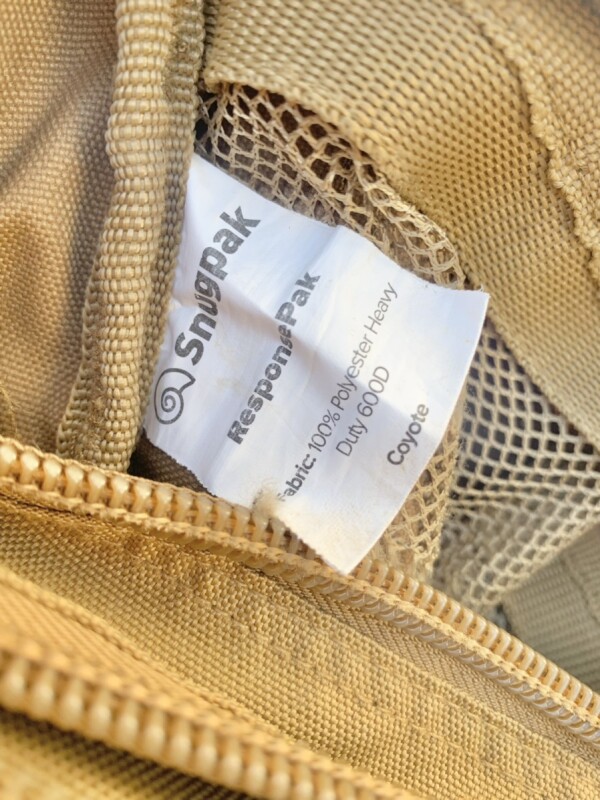 Snugpak
ResponsePak
Fabric: 100% Polyester Heavy
Duty 600D
Coyote